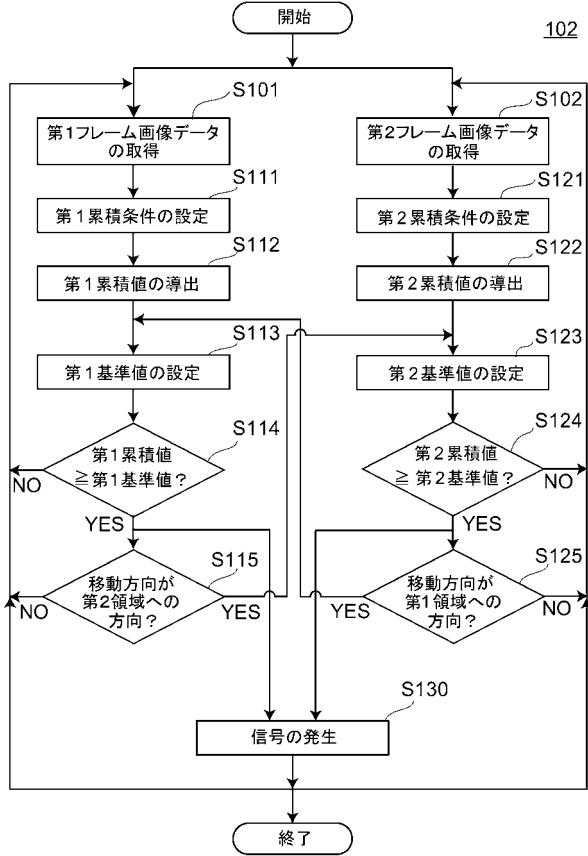 開始
102
S101
第1フレーム画像データ
の取得
S102
第2フレーム画像データ
の取得
S111
第1累積条件の設定
S121
第2累積条件の設定
S112
第1累積値の導出
S122
第2累積値の導出
S113
第1基準値の設定
S123
第2基準値の設定
S114
第1累積値
≧第1基準値?
NO
YES
S124
第2累積値
≧第2基準値?
NO
YES
S115
移動方向が
第2領域への
方向?
NO
YES
S125
移動方向が
第1領域への
方向?
YES
NO
S130
信号の発生
終了